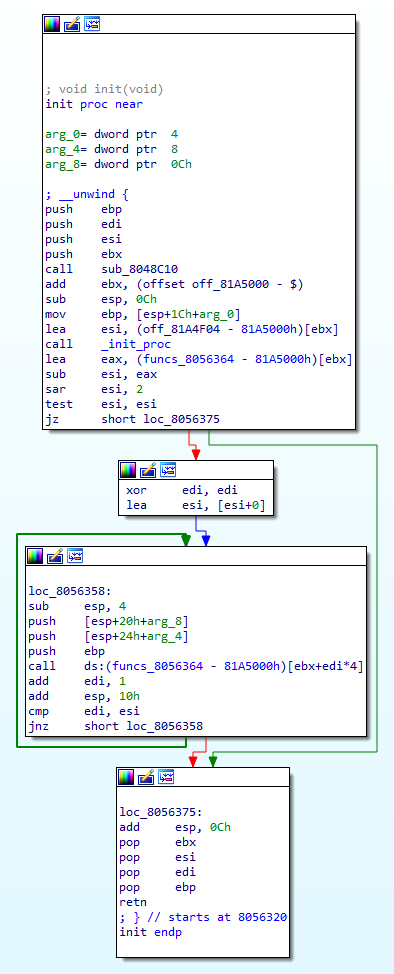 ; void init(void)
init proc near
arg_0= dword ptr  4
arg_4= dword ptr  8
arg_8= dword ptr  0Ch
; __unwind {
push    ebp
push    edi
push    esi
push    ebx
call    sub_8048C10
add     ebx, (offset off_81A5000 - $)
sub     esp, 0Ch
mov     ebp, [esp+1Ch+arg_0]
lea     esi, (off_81A4F04 - 81A5000h)[ebx]
call    _init_proc
lea     eax, (funcs_8056364 - 81A5000h)[ebx]
sub     esi, eax
sar     esi, 2
test    esi, esi
jz      short loc_8056375
xor     edi, edi
lea     esi, [esi+0]
loc_8056358:
sub     esp, 4
push    [esp+20h+arg_8]
push    [esp+24h+arg_4]
push    ebp
call    ds:(funcs_8056364 - 81A5000h)[ebx+edi*4]
add     edi, 1
add     esp, 10h
cmp     edi, esi
jnz     short loc_8056358
loc_8056375:
add     esp, 0Ch
pop     ebx
pop     esi
pop     edi
pop     ebp
retn
; } // starts at 8056320
init endp